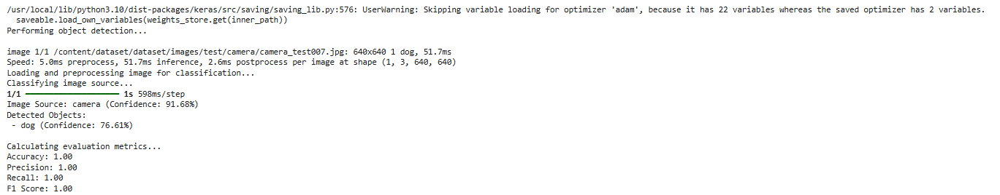 /usr/local/lib/python3.10/dist-packages/keras/src/saving/saving_lib.py:576: UserWarning: Skipping variable loading for optimizer 'adam', because it has 22 variables whereas the saved optimizer has 2 variables.
  saveable.load_own_variables(weights_store.get(inner_path))
Performing object detection...

image 1/1 /content/dataset/dataset/images/test/camera/camera_test007.jpg: 640x640 1 dog, 51.7ms
Speed: 5.0ms preprocess, 51.7ms inference, 2.6ms postprocess per image at shape (1, 3, 640, 640)
Loading and preprocessing image for classification...
Classifying image source...
1/1 ━━━━━━━━━━━━━━━━━━━━ 1s 598ms/step
Image Source: camera (Confidence: 91.68%)
Detected Objects:
 - dog (Confidence: 76.61%)

Calculating evaluation metrics...
Accuracy: 1.00
Precision: 1.00
Recall: 1.00
F1 Score: 1.00